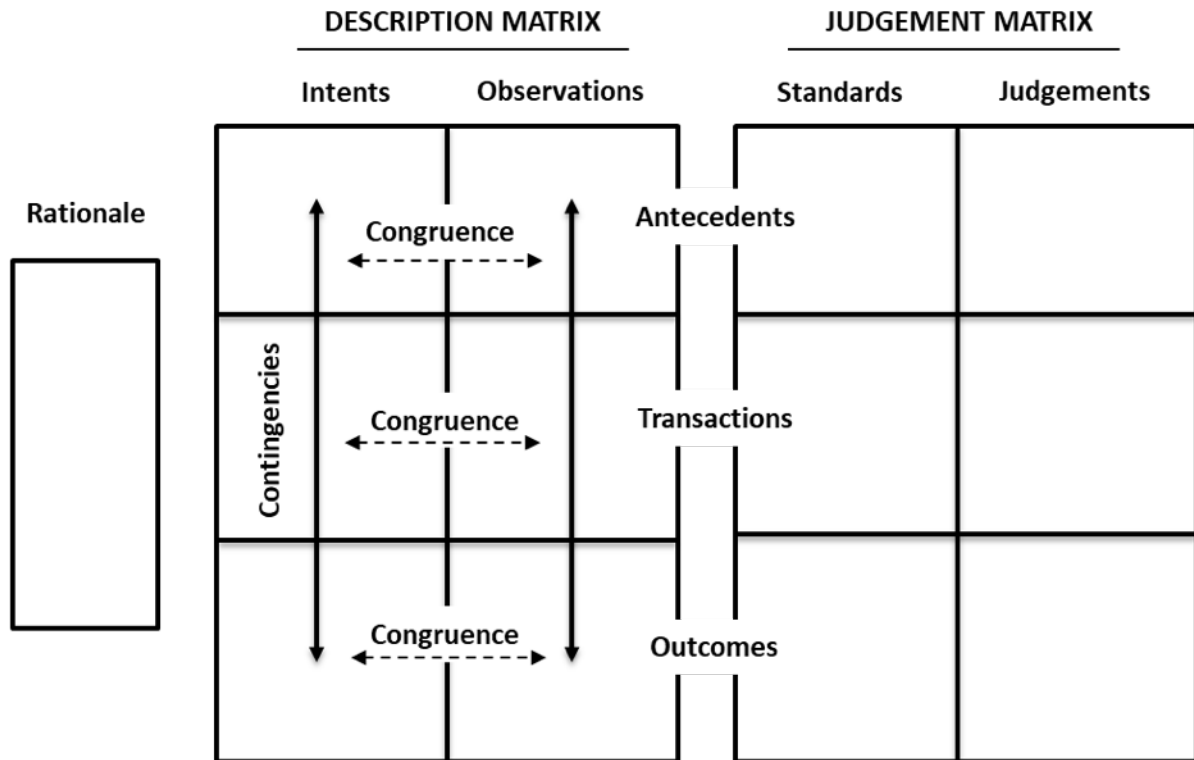 DESCRIPTION MATRIX
JUDGEMENT MATRIX
Intents
Observations
Standards
Judgements
Rationale
Antecedents
Congruence
Contingencies
Congruence
Transactions
Congruence
Outcomes